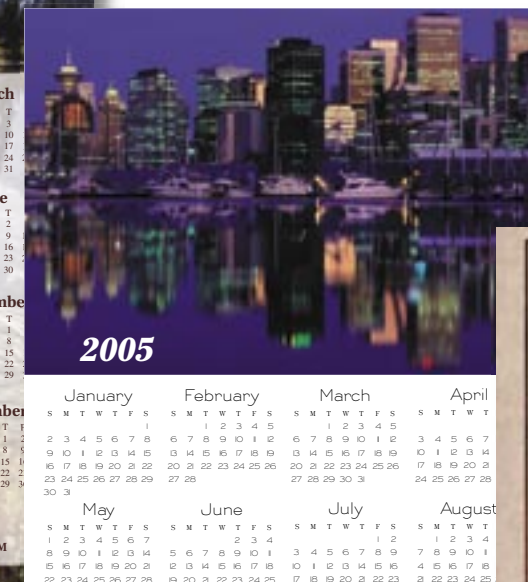 2005
January
S M T W T F S
1
2 3 4 5 6 7 8
9 10 11 12 13 14 15
16 17 18 19 20 21 22
23 24 25 26 27 28 29
30 31
February
S M T W T F S
1 2 3 4 5
6 7 8 9 10 11 12
13 14 15 16 17 18 19
20 21 22 23 24 25 26
27 28
March
S M T W T F S
1 2 3 4 5
6 7 8 9 10 11 12
13 14 15 16 17 18 19
20 21 22 23 24 25 26
27 28 29 30 31
April
S M T W T
3 4 5 6 7
10 11 12 13 14
17 18 19 20 21
24 25 26 27 28
May
S M T W T F S
1 2 3 4 5 6 7
8 9 10 11 12 13 14
15 16 17 18 19 20 21
22 23 24 25 26 27 28
June
S M T W T F S
2 3 4
5 6 7 8 9 10 11
12 13 14 15 16 17 18
19 20 21 22 23 24 25
July
S M T W T F S
1 2
3 4 5 6 7 8 9
10 11 12 13 14 15 16
17 18 19 20 21 22 23
August
S M T W T
1 2 3 4
7 8 9 10 11
14 15 16 17 18
21 22 23 24 25